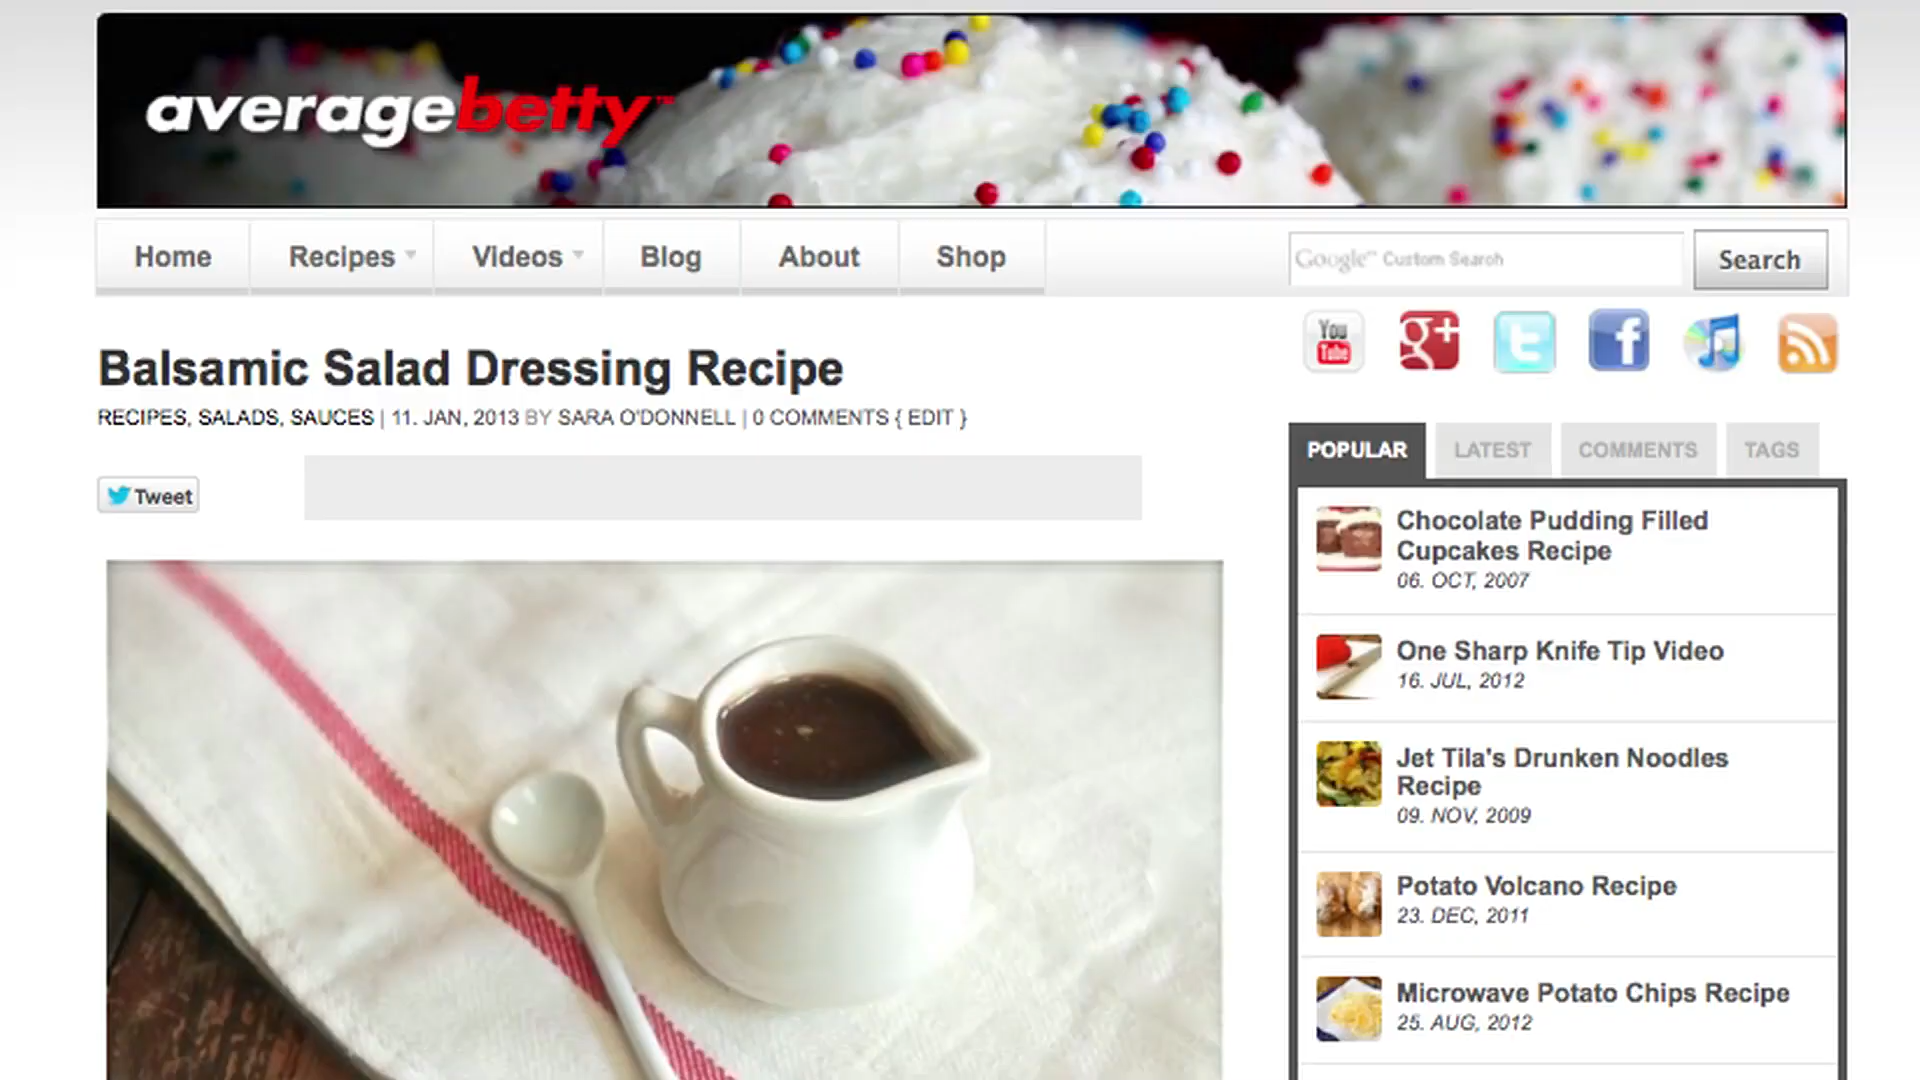 averagebetty™
Home Recipes Videos Blog About Shop
Google™ Custom Search
Search
You Tube g+ t f
Balsamic Salad Dressing Recipe
RECIPES, SALADS, SAUCES | 11. JAN, 2013 BY SARA O'DONNELL | 0 COMMENTS { EDIT }
Tweet
POPULAR LATEST COMMENTS TAGS
Chocolate Pudding Filled
Cupcakes Recipe
06. OCT, 2007
One Sharp Knife Tip Video
16. JUL, 2012
Jet Tila's Drunken Noodles
Recipe
09. NOV, 2009
Potato Volcano Recipe
23. DEC, 2011
Microwave Potato Chips Recipe
25. AUG, 2012